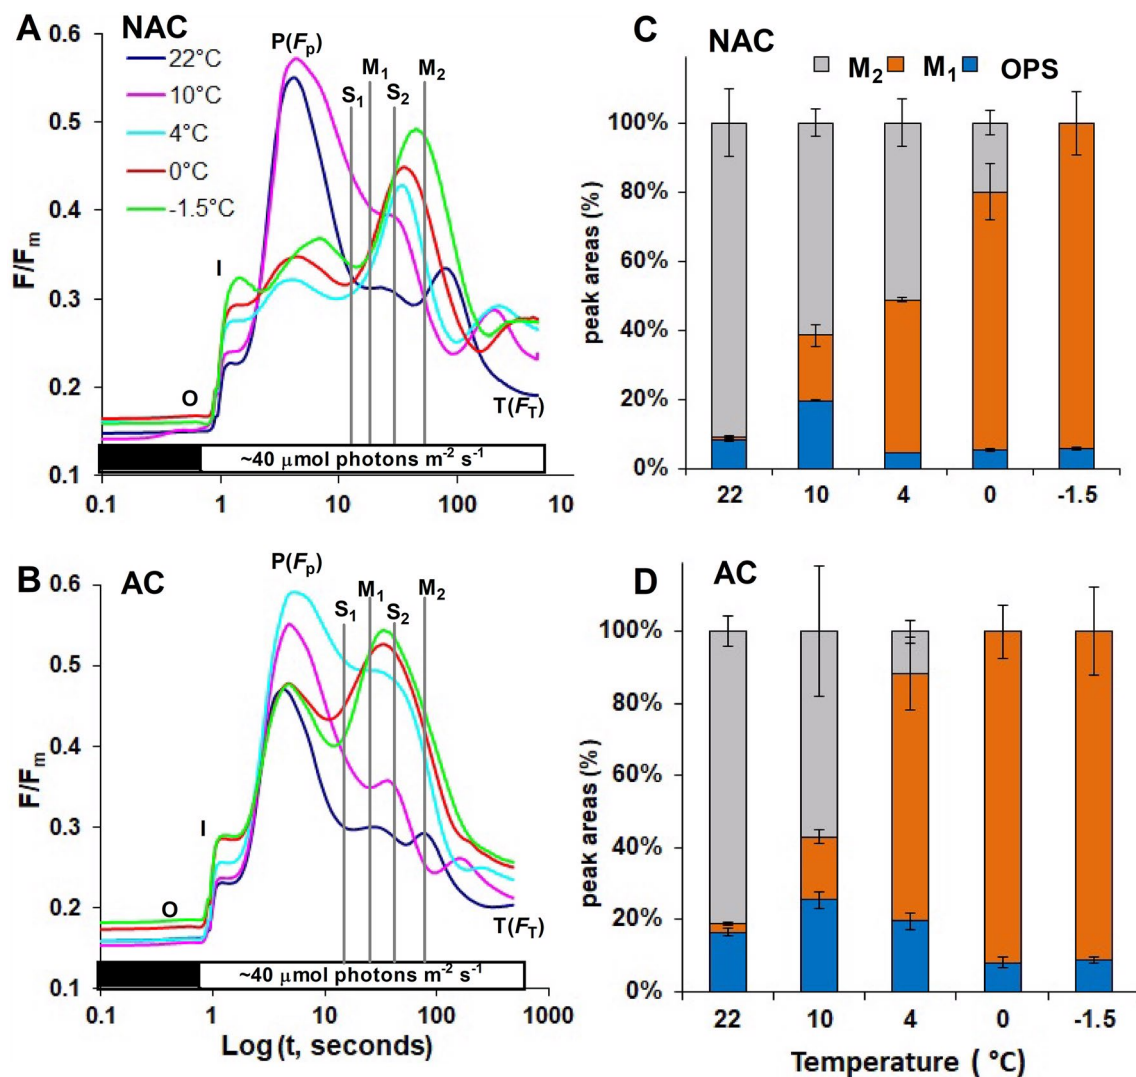 A NAC
0.6
0.5
0.4
0.3
0.2
0.1
F/Fm
22°C
10°C
4°C
0°C
-1.5°C
P(Fp)
S1
M1
S2
M2
I
O
T(FT)
~40 μmol photons m-2 s-1
0.1 1 10 100 10
C NAC
M2 M1 OPS
100%
80%
60%
40%
20%
0%
peak areas (%)
22 10 4 0 -1.5
B AC
0.6
0.5
0.4
0.3
0.2
0.1
F/Fm
P(Fp)
S1
M1
S2
M2
I
O
T(FT)
~40 μmol photons m-2 s-1
0.1 1 10 100 1000
Log (t, seconds)
D AC
100%
80%
60%
40%
20%
0%
peak areas (%)
22 10 4 0 -1.5
Temperature ( °C)